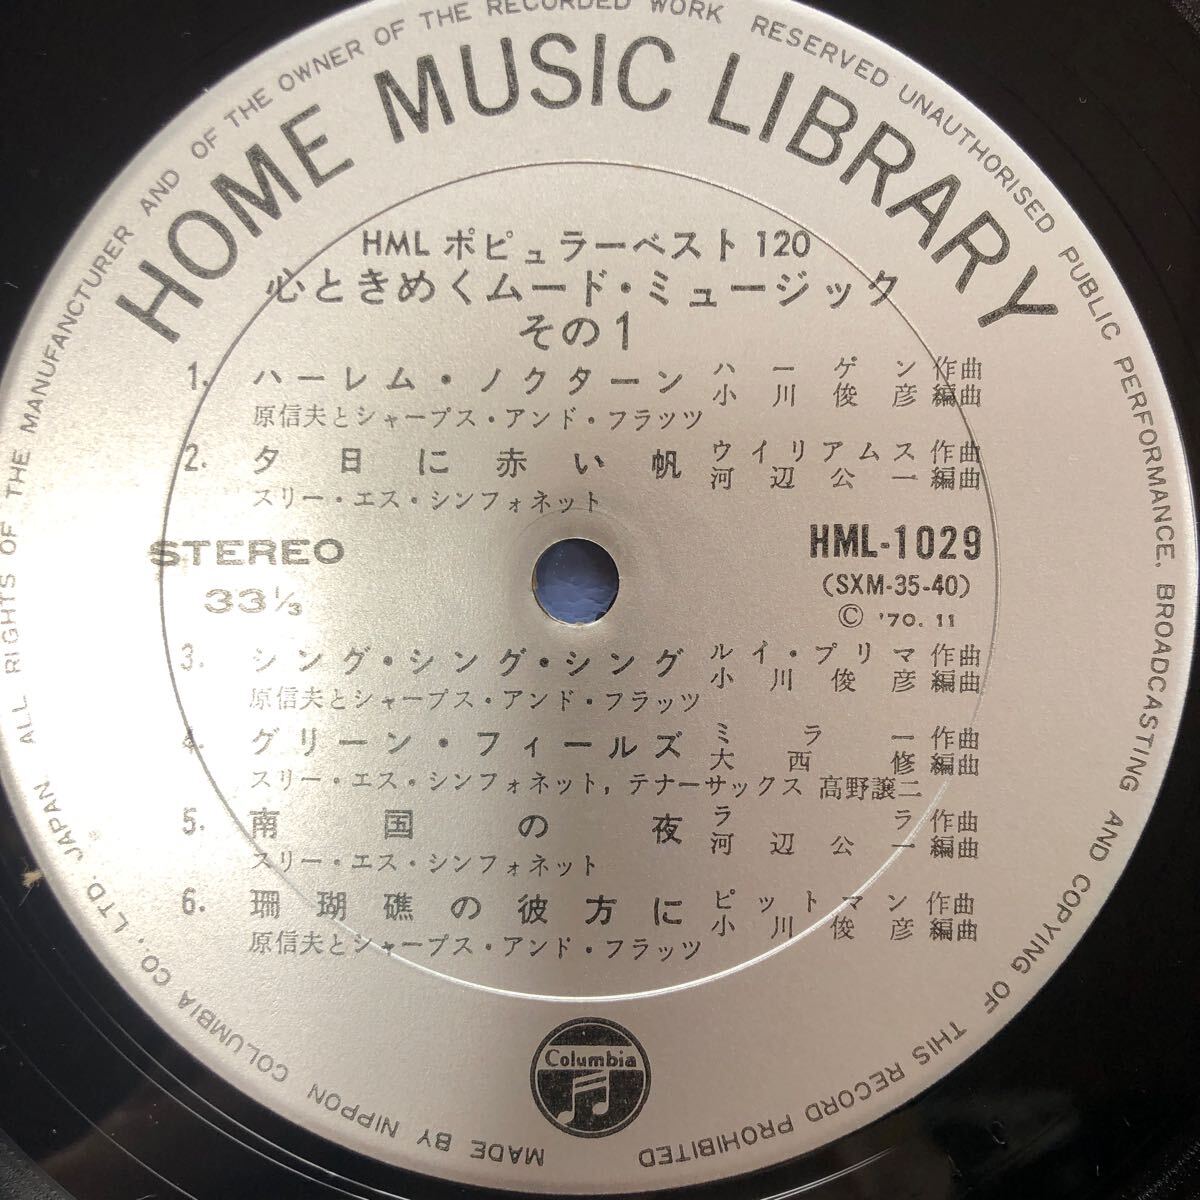 ALL RIGHTS OF THE MANUFANCTURER AND OF THE OWNER OF THE RECORDED WORK RESERVED UNAUTHORISED PUBLIC PERFORMANCE, BROADCASTING AND COPYING OF THIS RECORD PROHIBITED
HOME MUSIC LIBRARY
HML ポピュラーベスト 120
心ときめくムード・ミュージック
その1
1. ハーレム・ノクターン ハーゲン 作曲
小川俊彦 編曲
原信夫とシャープス・アンド・フラッツ
2. 夕日に赤い帆 ウイリアムス 作曲
河辺公一 編曲
スリー・エス・シンフォネット
STEREO
33⅓
HML-1029
(SXM-35-40)
© '70. 11
3. シング・シング・シング ルイ・プリマ 作曲
小川俊彦 編曲
原信夫とシャープス・アンド・フラッツ
4. グリーン・フィールズ ミラー 作曲
大西修 編曲
スリー・エス・シンフォネット, テナーサックス 高野譲二
5. 南国の夜 ララ 作曲
河辺公一 編曲
スリー・エス・シンフォネット
6. 珊瑚礁の彼方に ピットマン 作曲
小川俊彦 編曲
原信夫とシャープス・アンド・フラッツ
Columbia
MADE BY NIPPON COLUMBIA CO., LTD. JAPAN